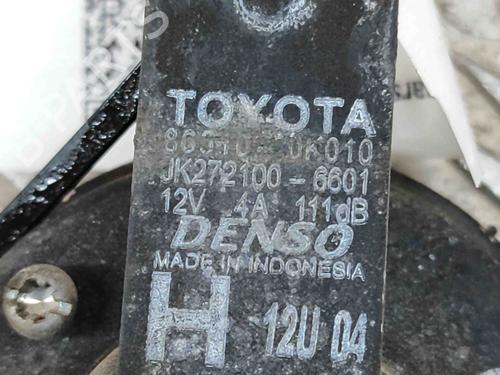 TOYOTA
JK272100-6601
12V 4A 111dB
DENSO
MADE IN INDONESIA
H 12U 04